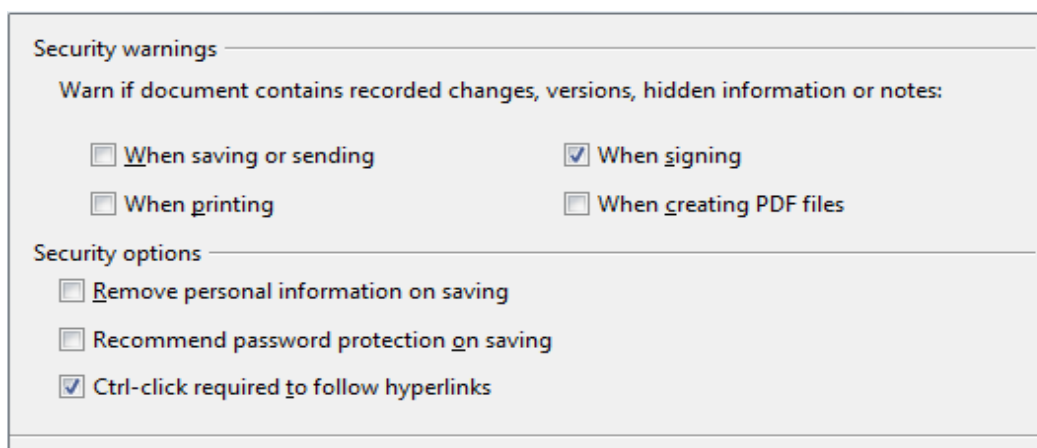 Security warnings
Warn if document contains recorded changes, versions, hidden information or notes:
When saving or sending
When signing
When printing
When creating PDF files
Security options
Remove personal information on saving
Recommend password protection on saving
Ctrl-click required to follow hyperlinks